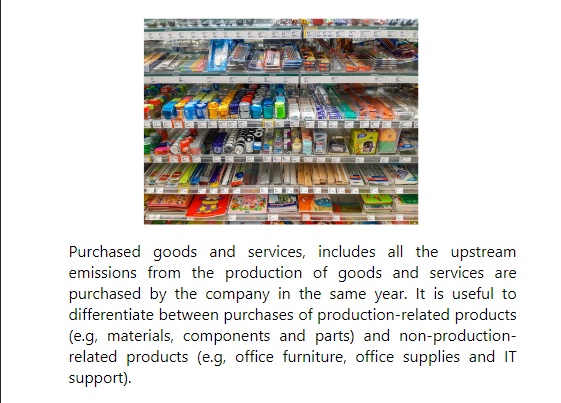 Purchased goods and services, includes all the upstream
emissions from the production of goods and services are
purchased by the company in the same year. It is useful to
differentiate between purchases of production-related products
(e.g, materials, components and parts) and non-production-
related products (e.g, office furniture, office supplies and IT
support).